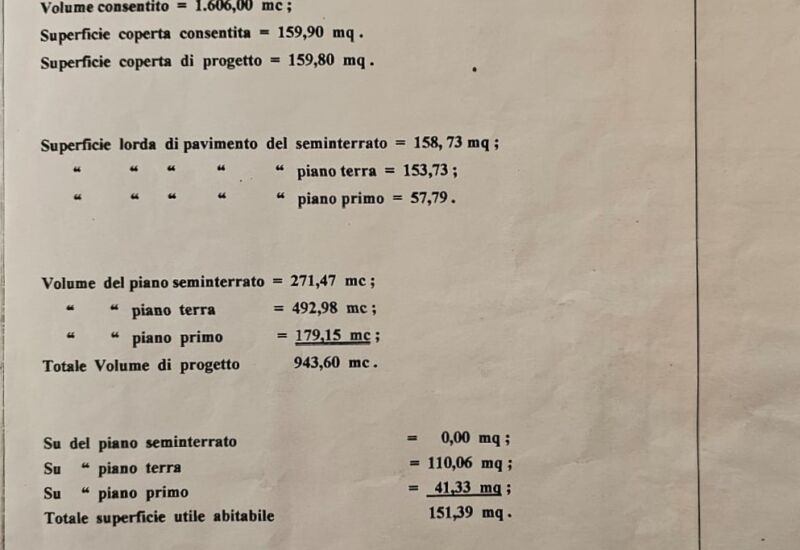 Volume consentito = 1.606,00 mc ;
Superficie coperta consentita = 159,90 mq .
Superficie coperta di progetto = 159,80 mq .
Superficie lorda di pavimento del seminterrato = 158, 73 mq ;
“ “ “ “ “ piano terra = 153,73 ;
“ “ “ “ “ piano primo = 57,79 .
Volume del piano seminterrato = 271,47 mc ;
“ “ piano terra = 492,98 mc ;
“ “ piano primo = 179,15 mc ;
Totale Volume di progetto 943,60 mc .
Su del piano seminterrato = 0,00 mq ;
Su “ piano terra = 110,06 mq ;
Su “ piano primo = 41,33 mq ;
Totale superficie utile abitabile 151,39 mq .